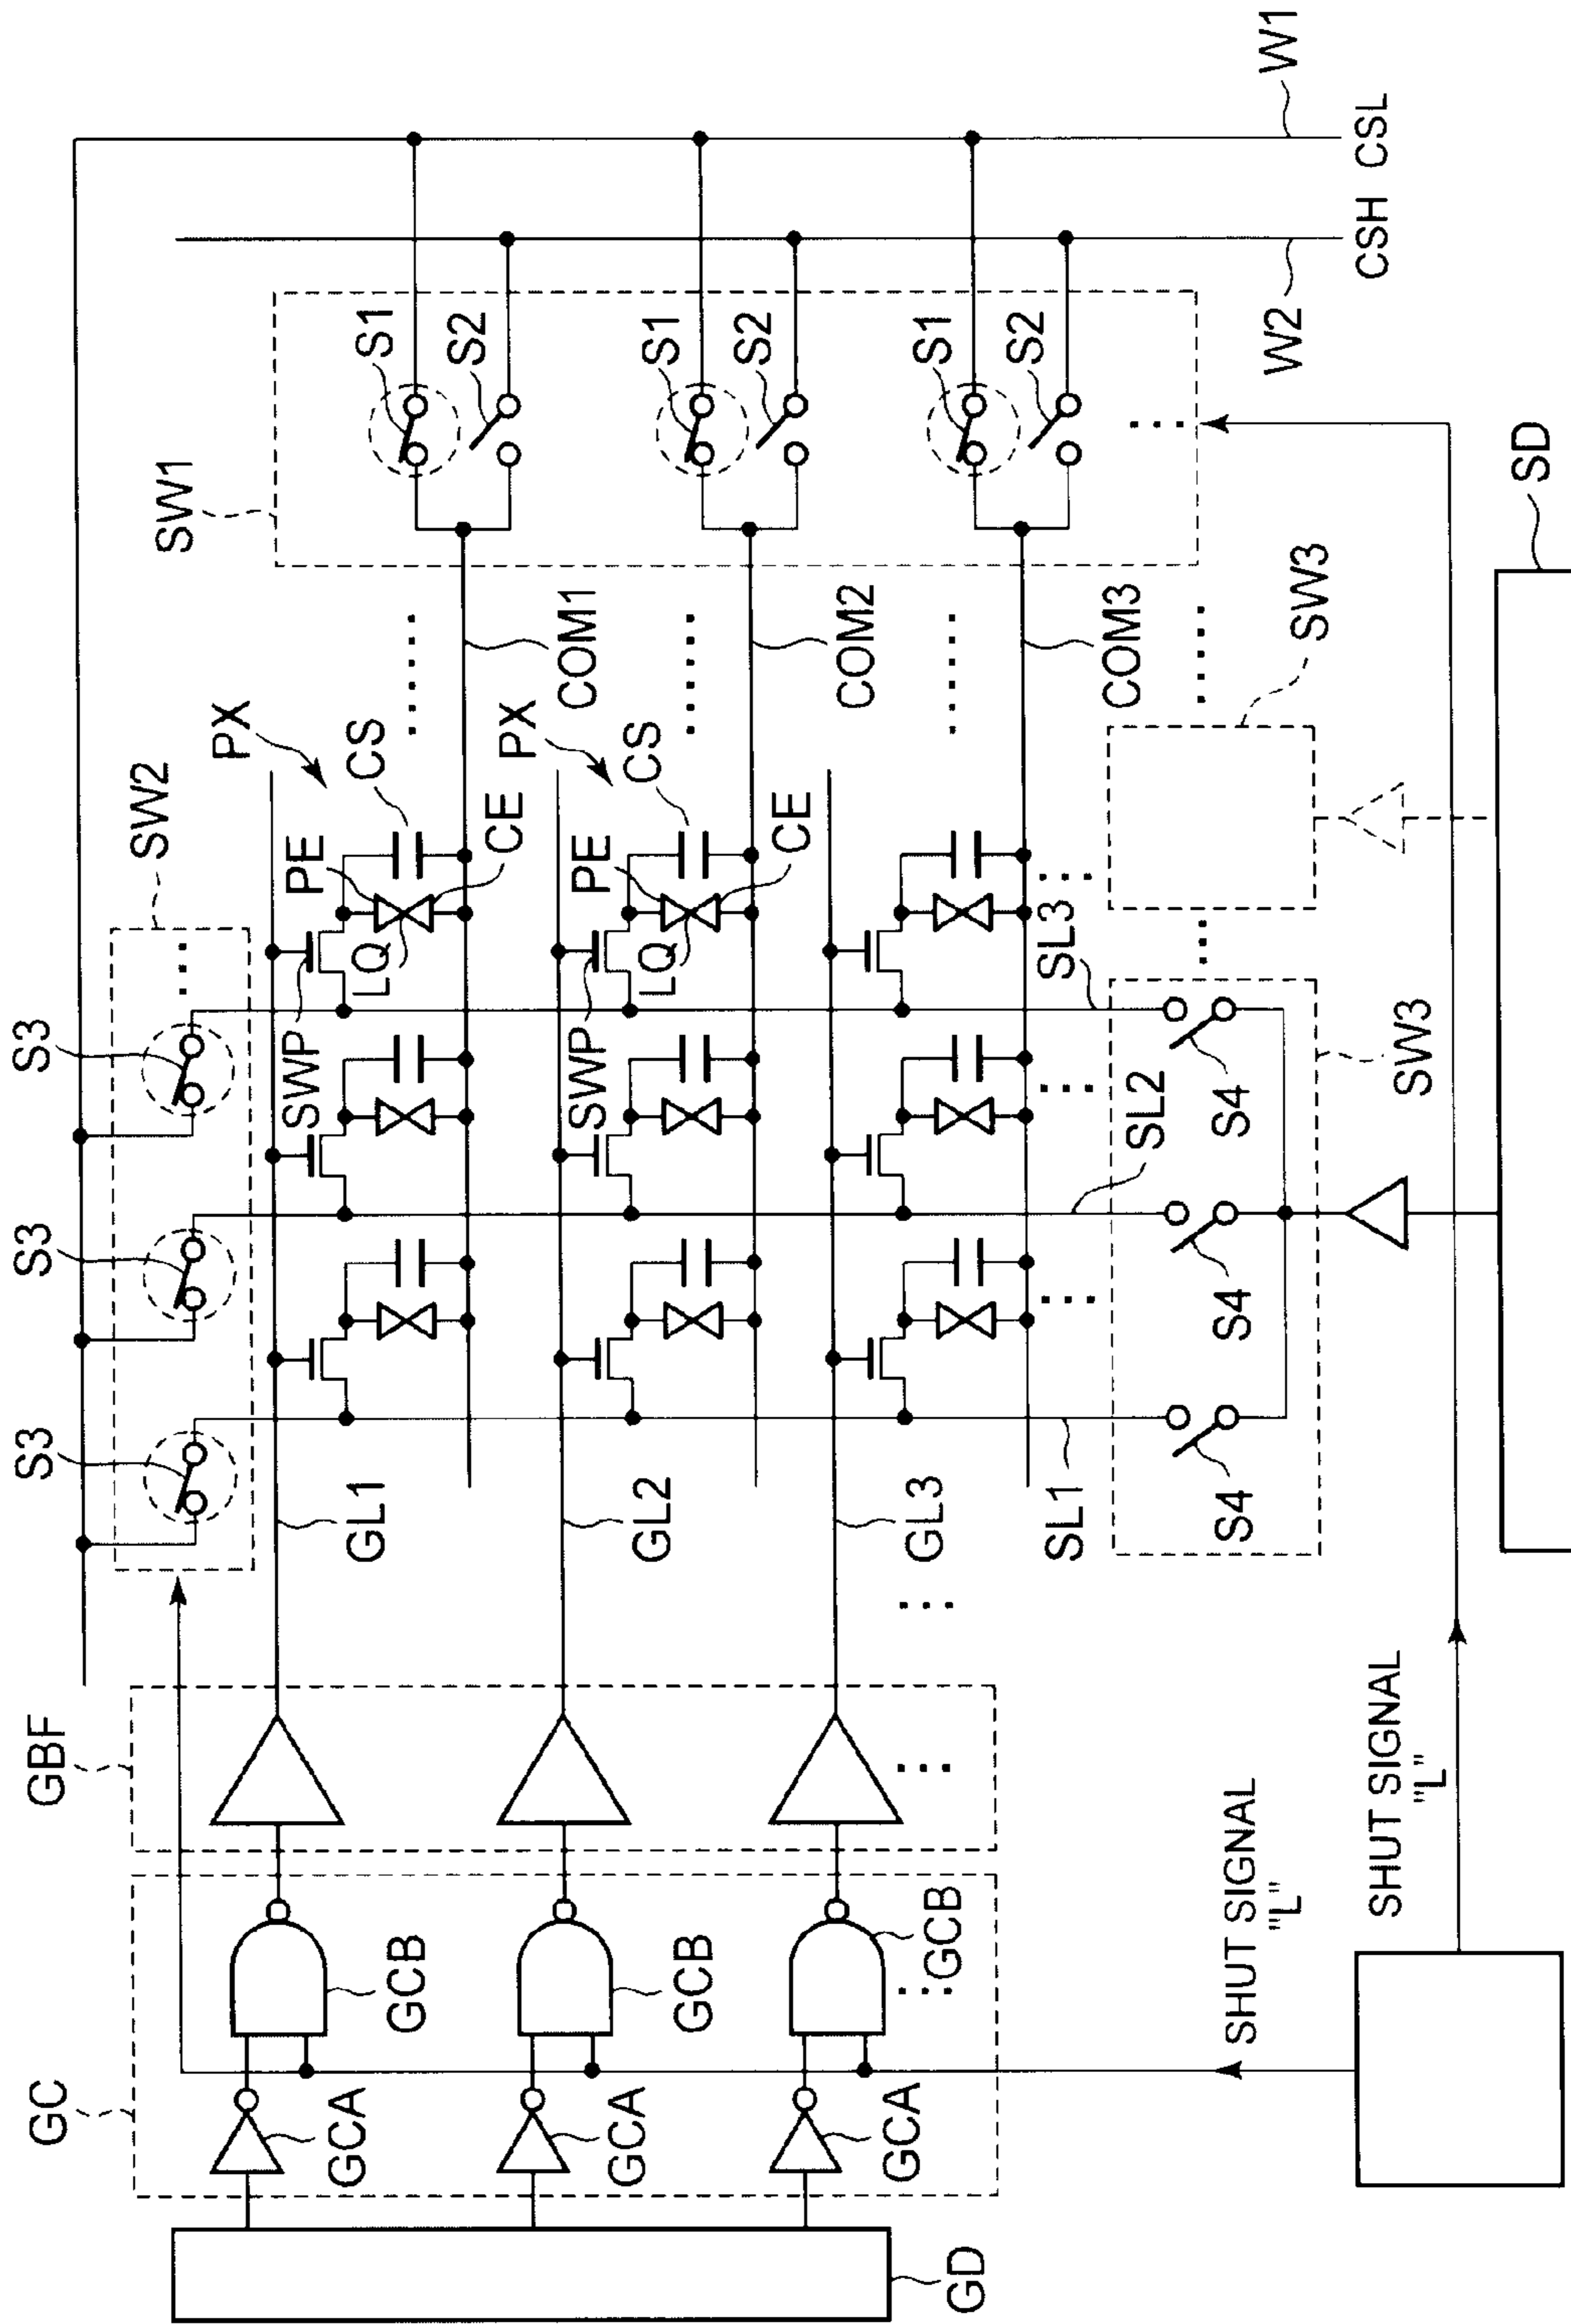 GC
GBF
S3
S3
S3
SW2
PX
SW1
W1
CSL
CSH
W2
S1
S2
S1
S2
S1
S2
GCA
GCB
GL1
SWP
LQ
PE
CS
CE
COM1
.....
GCA
GCB
GL2
SWP
LQ
PE
PX
CS
CE
COM2
.....
GCA
GCB
GL3
SL1
SL2
SL3
COM3
.....
GD
S4
S4
S4
SW3
SW3
SD
SHUT SIGNAL
"L"
SHUT SIGNAL
"L"